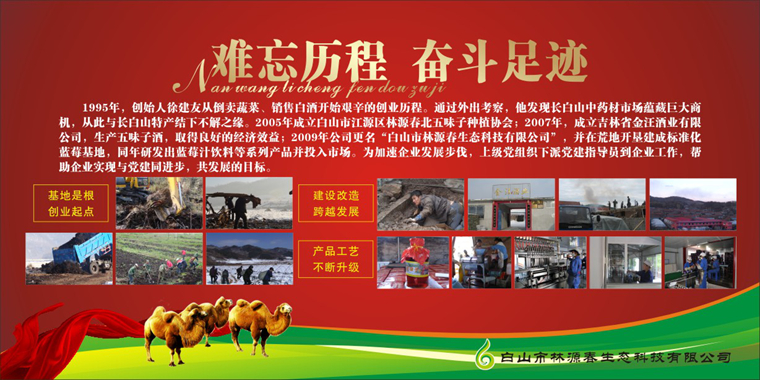 难忘历程 奋斗足迹
Nan wang li cheng fen dou zu ji
1995年，创始人徐建友从倒卖蔬菜、销售白酒开始艰辛的创业历程。通过外出考察，他发现长白山中药材市场蕴藏巨大商
机，从此与长白山特产结下不解之缘。2005年成立白山市江源区林源春北五味子种植协会；2007年，成立吉林省金汪酒业有限
公司，生产五味子酒，取得良好的经济效益；2009年公司更名“白山市林源春生态科技有限公司”，并在荒地开垦建成标准化
蓝莓基地，同年研发出蓝莓汁饮料等系列产品并投入市场。为加速企业发展步伐，上级党组织下派党建指导员到企业工作，帮
助企业实现与党建同进步，共发展的目标。
基地是根
创业起点
建设改造
跨越发展
产品工艺
不断升级
白山市林源春生态科技有限公司